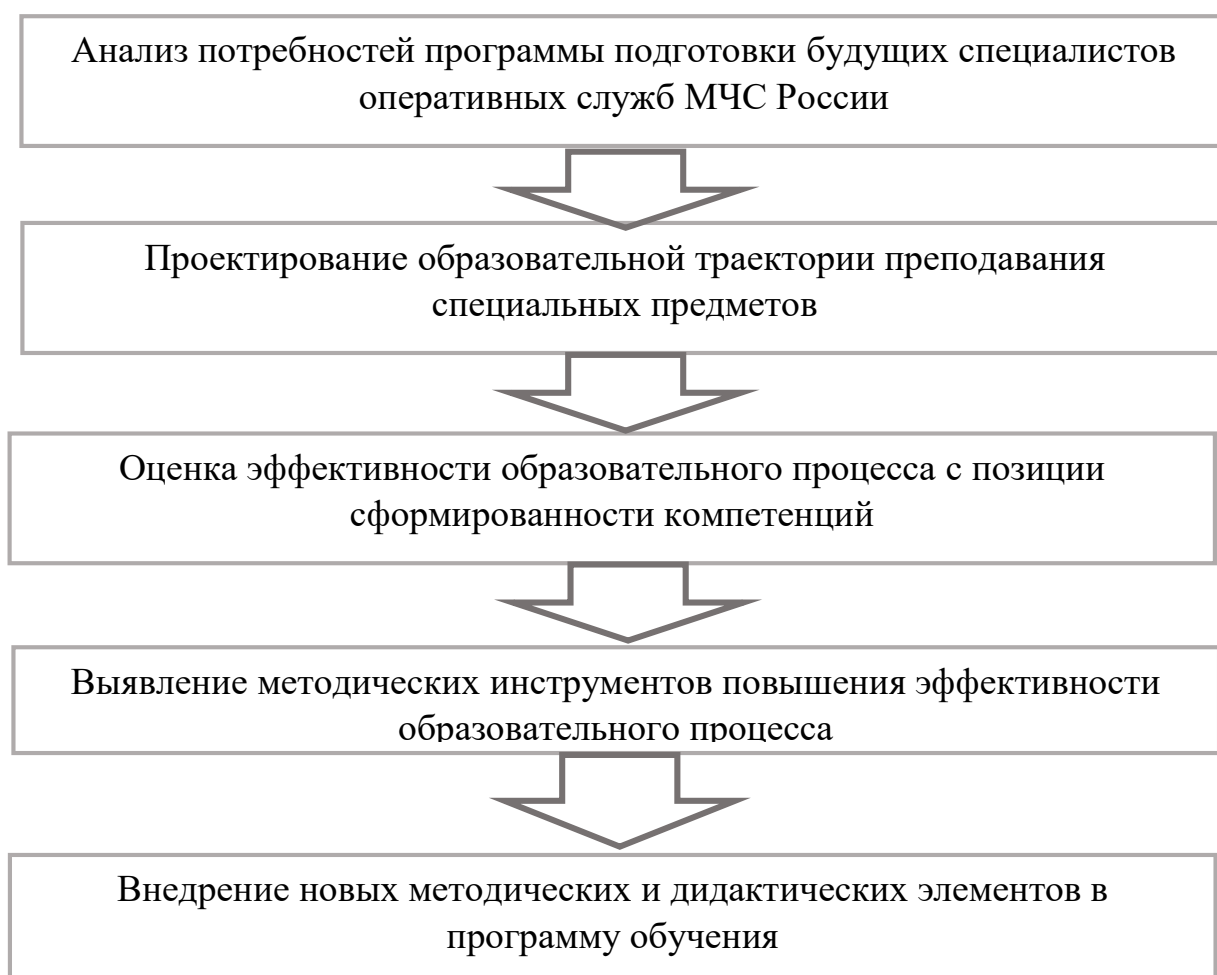 Анализ потребностей программы подготовки будущих специалистов
оперативных служб МЧС России
Проектирование образовательной траектории преподавания
специальных предметов
Оценка эффективности образовательного процесса с позиции
сформированности компетенций
Выявление методических инструментов повышения эффективности
образовательного процесса
Внедрение новых методических и дидактических элементов в
программу обучения